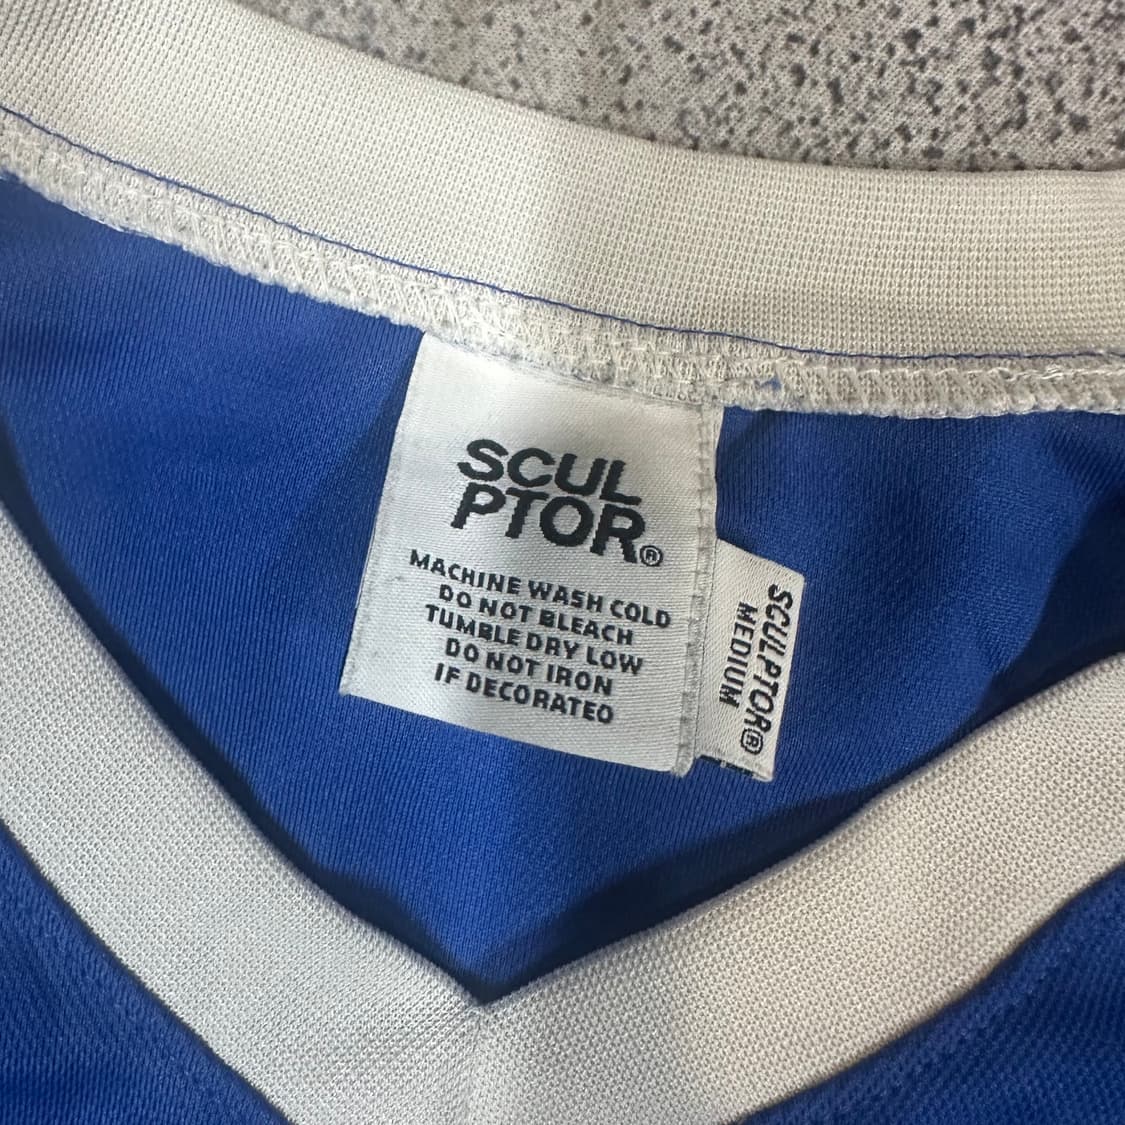 SCUL
PTOR®
MACHINE WASH COLD
DO NOT BLEACH
TUMBLE DRY LOW
DO NOT IRON
IF DECORATED
SCULPTOR®
MEDIUM